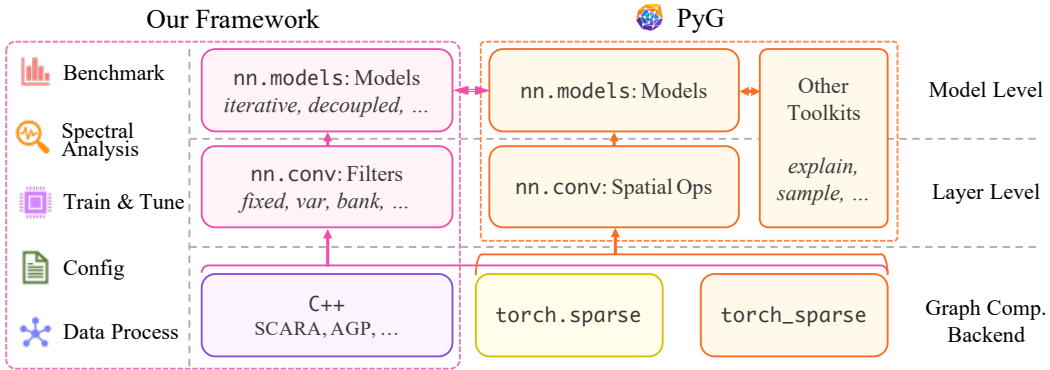 Our Framework
PyG
Benchmark
Spectral
Analysis
Train & Tune
Config
Data Process
nn.models: Models
iterative, decoupled, …
nn.conv: Filters
fixed, var, bank, …
C++
SCARA, AGP, …
nn.models: Models
nn.conv: Spatial Ops
Other
Toolkits
explain,
sample, …
torch.sparse
torch_sparse
Model Level
Layer Level
Graph Comp.
Backend